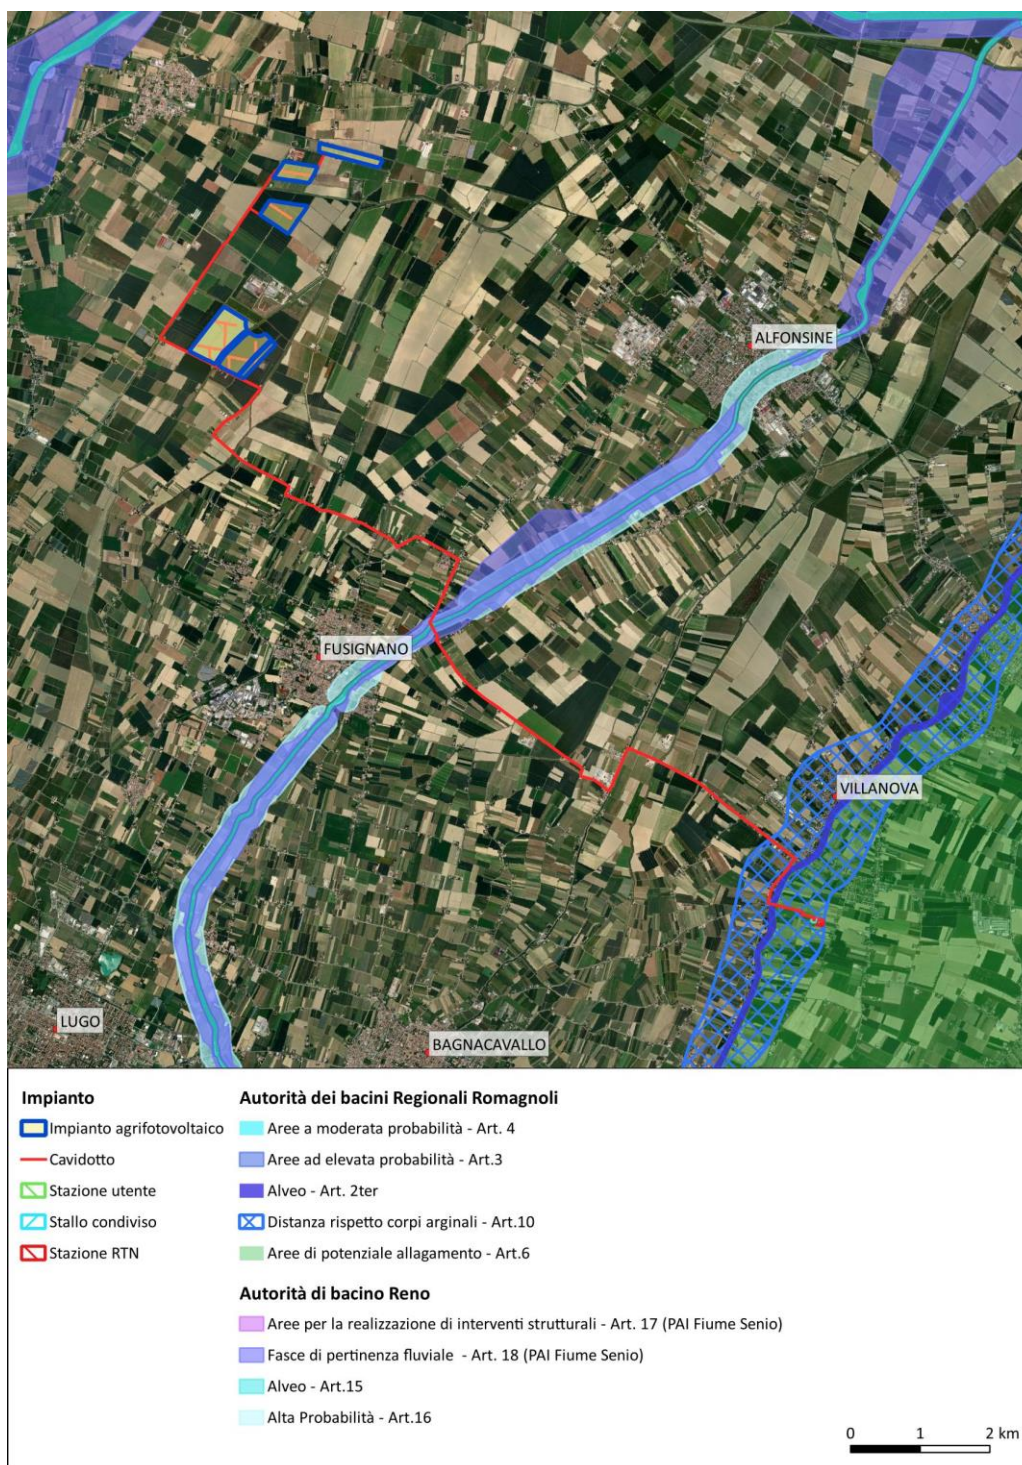 ALFONSINE
FUSIGNANO
VILLANOVA
LUGO
BAGNACAVALLO
Impianto
Impianto agrifotovoltaico
Cavidotto
Stazione utente
Stallo condiviso
Stazione RTN
Autorità dei bacini Regionali Romagnoli
Aree a moderata probabilità - Art. 4
Aree ad elevata probabilità - Art.3
Alveo - Art. 2ter
Distanza rispetto corpi arginali - Art.10
Aree di potenziale allagamento - Art.6
Autorità di bacino Reno
Aree per la realizzazione di interventi strutturali - Art. 17 (PAI Fiume Senio)
Fasce di pertinenza fluviale - Art. 18 (PAI Fiume Senio)
Alveo - Art.15
Alta Probabilità - Art.16
0 1 2 km